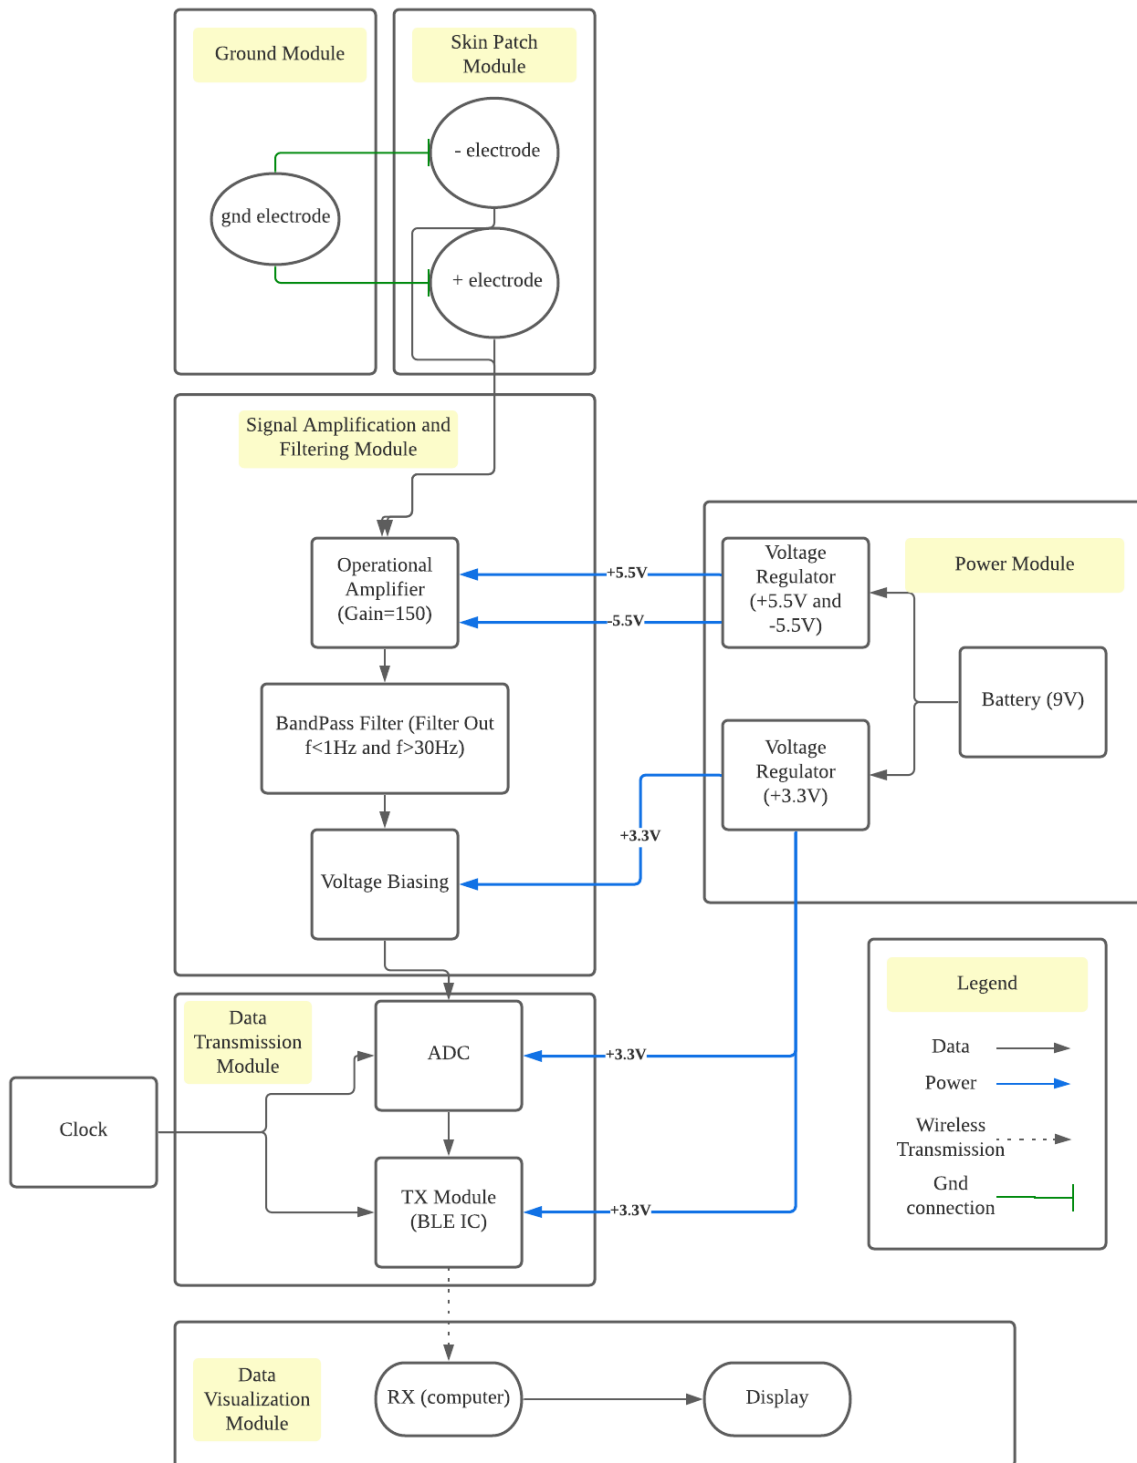 Ground Module
Skin Patch
Module
- electrode
gnd electrode
+ electrode
Signal Amplification and
Filtering Module
Operational
Amplifier
(Gain=150)
+5.5V
-5.5V
Voltage
Regulator
(+5.5V and
-5.5V)
Power Module
Battery (9V)
BandPass Filter (Filter Out
f<1Hz and f>30Hz)
Voltage
Regulator
(+3.3V)
+3.3V
Voltage Biasing
Data
Transmission
Module
ADC
+3.3V
Clock
TX Module
(BLE IC)
+3.3V
Legend
Data
Power
Wireless
Transmission
Gnd
connection
Data
Visualization
Module
RX (computer)
Display